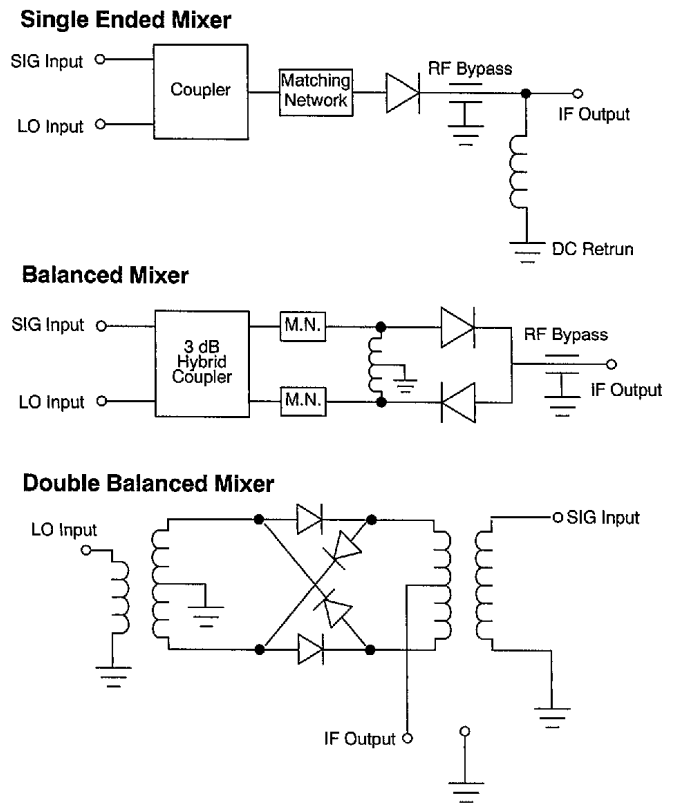 Single Ended Mixer
SIG Input
LO Input
Coupler
Matching
Network
RF Bypass
IF Output
DC Retrun
Balanced Mixer
SIG Input
LO Input
3 dB
Hybrid
Coupler
M.N.
M.N.
RF Bypass
IF Output
Double Balanced Mixer
LO Input
SIG Input
IF Output